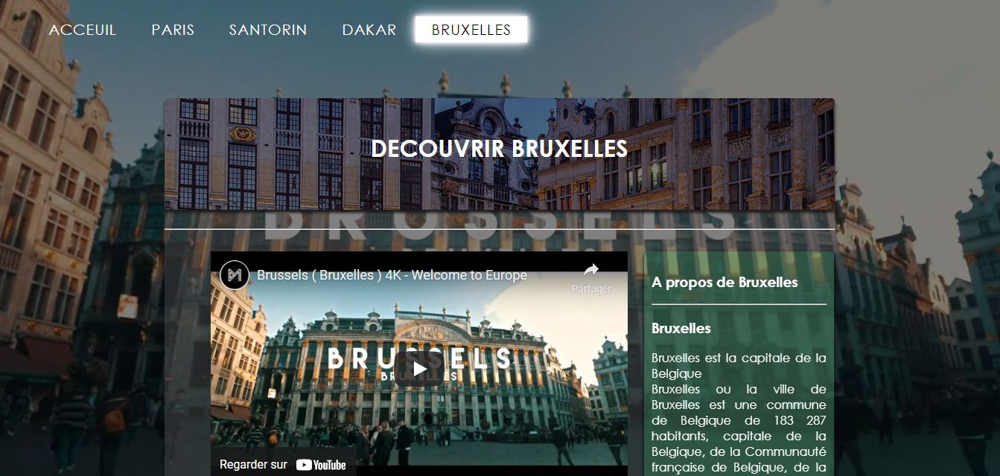 ACCEUIL PARIS SANTORIN DAKAR BRUXELLES
DECOUVRIR BRUXELLES
BRUSSELS
Brussels ( Bruxelles ) 4K - Welcome to Europe
Partager
BRUSSELS
BRUXELLES
Regarder sur YouTube
A propos de Bruxelles
Bruxelles
Bruxelles est la capitale de la
Belgique
Bruxelles ou la ville de
Bruxelles est une commune
de Belgique de 183 287
habitants, capitale de la
Belgique, de la Communauté
française de Belgique, de la